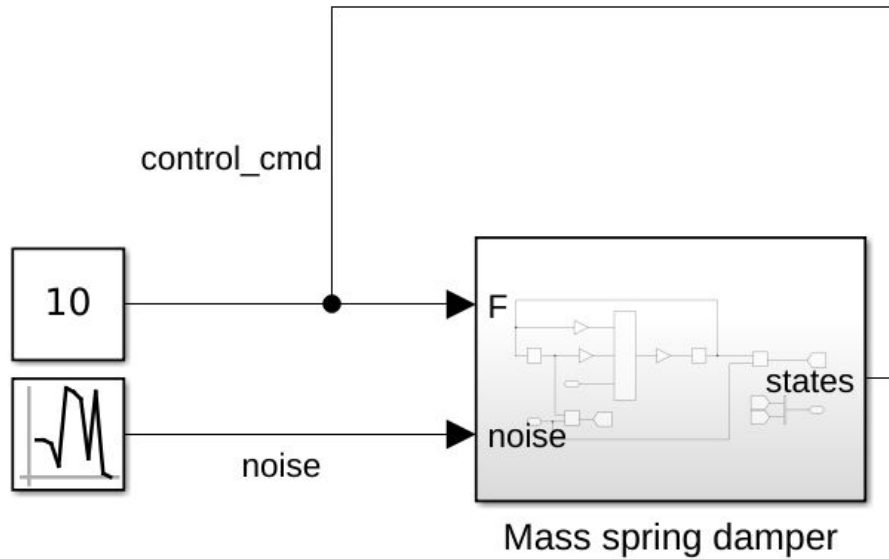 control_cmd
10
F
states
noise
noise
Mass spring damper